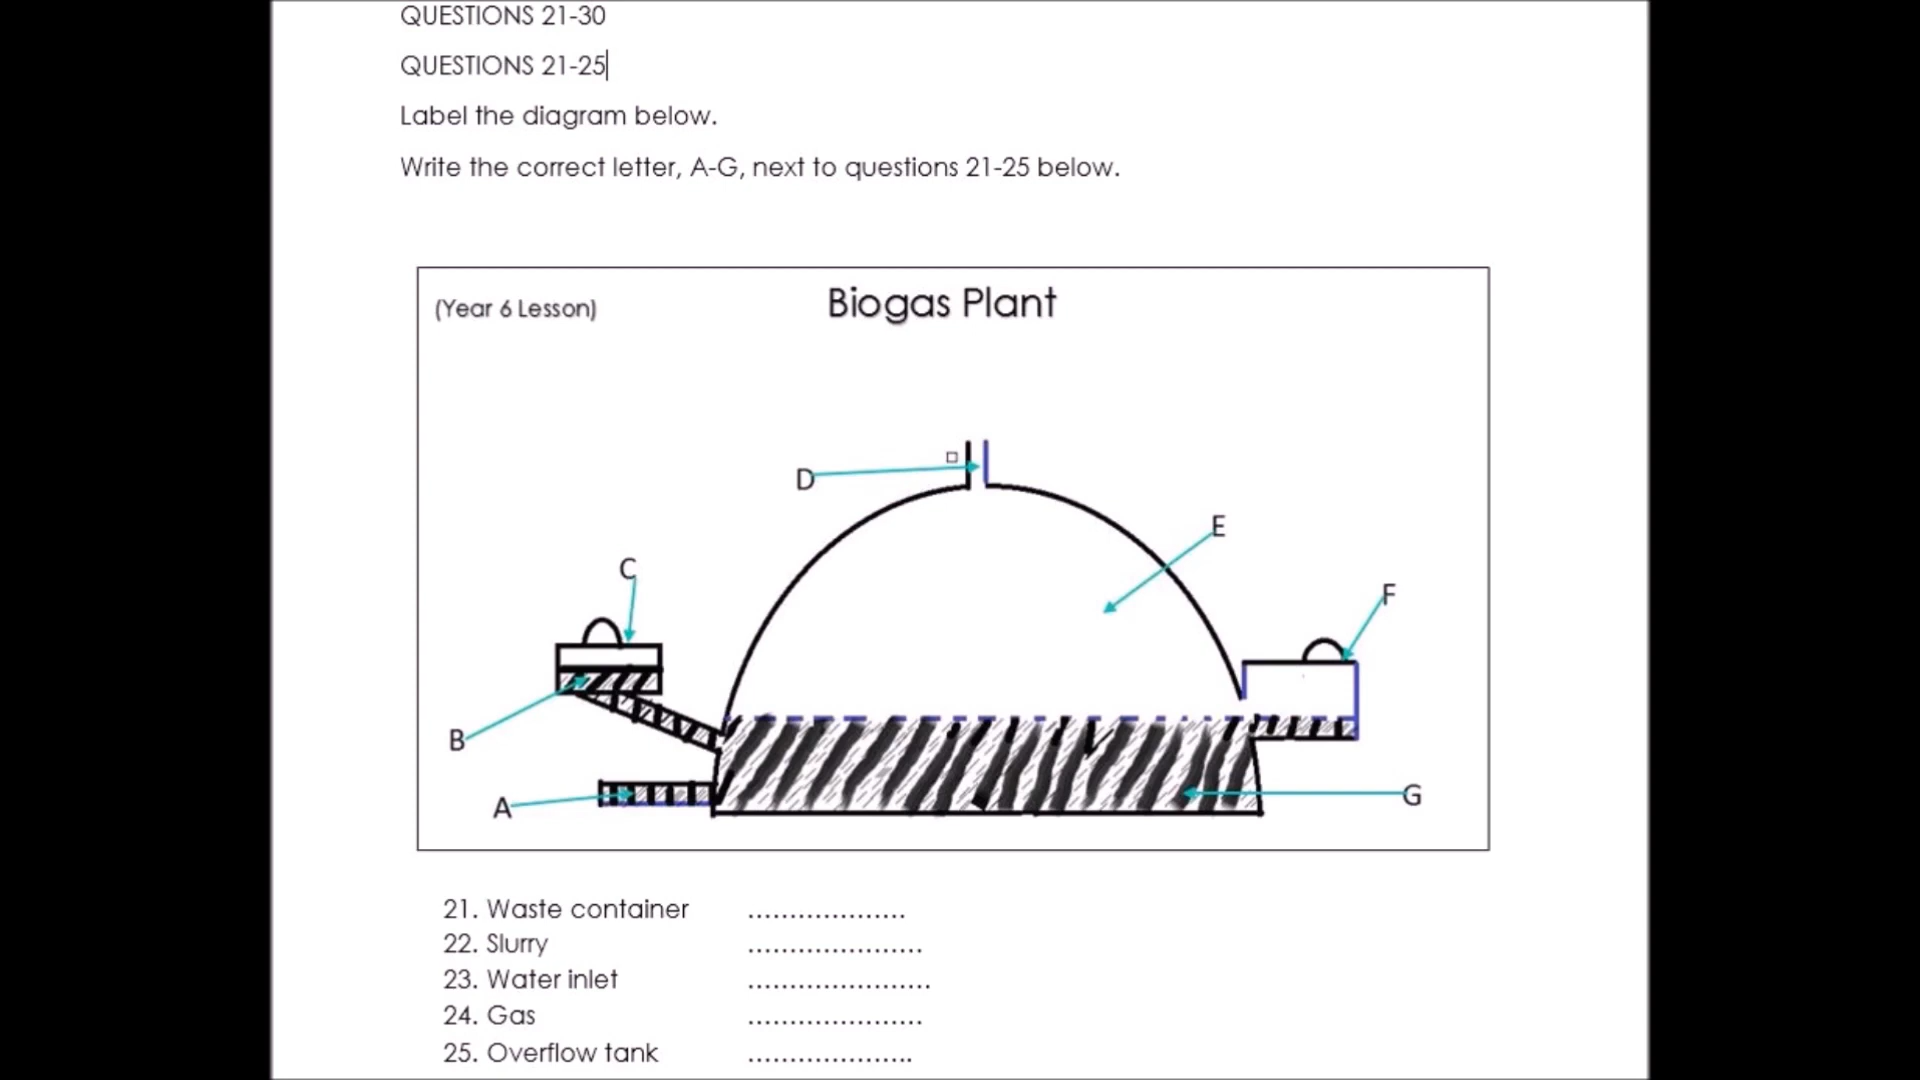 QUESTIONS 21-30
QUESTIONS 21-25
Label the diagram below.
Write the correct letter, A-G, next to questions 21-25 below.
(Year 6 Lesson)
Biogas Plant
D
E
C
F
B
A
G
21. Waste container ...................
22. Slurry .....................
23. Water inlet ......................
24. Gas .....................
25. Overflow tank ....................